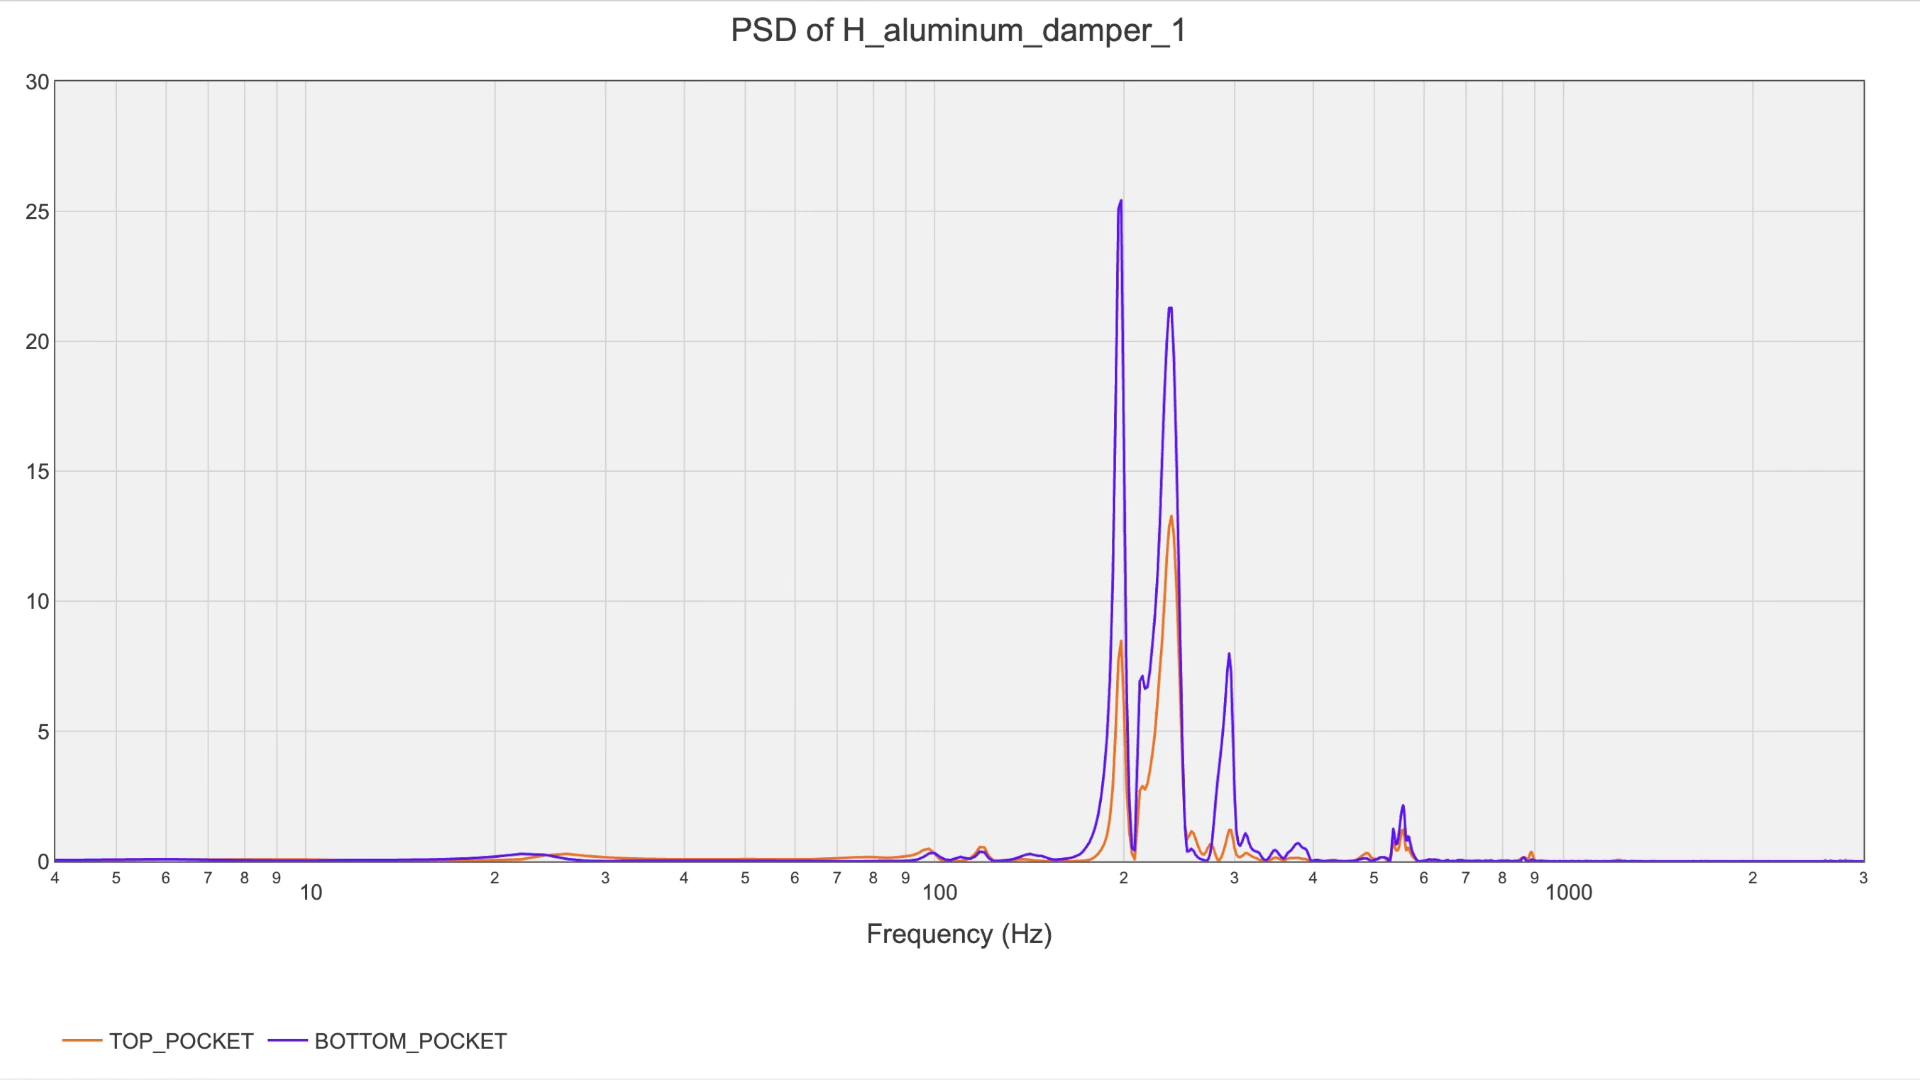 PSD of H_aluminum_damper_1
30
25
20
15
10
5
0
4 5 6 7 8 9 10 2 3 4 5 6 7 8 9 100 2 3 4 5 6 7 8 9 1000 2 3
Frequency (Hz)
TOP_POCKET BOTTOM_POCKET